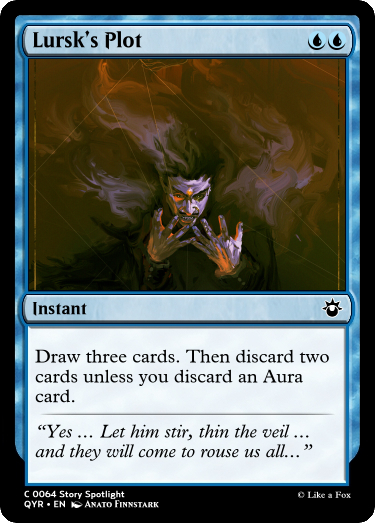 Lursk's Plot
Instant
Draw three cards. Then discard two
cards unless you discard an Aura
card.
“Yes … Let him stir, thin the veil …
and they will come to rouse us all…”
C 0064 Story Spotlight
QYR • EN Anato Finnstark
© Like a Fox